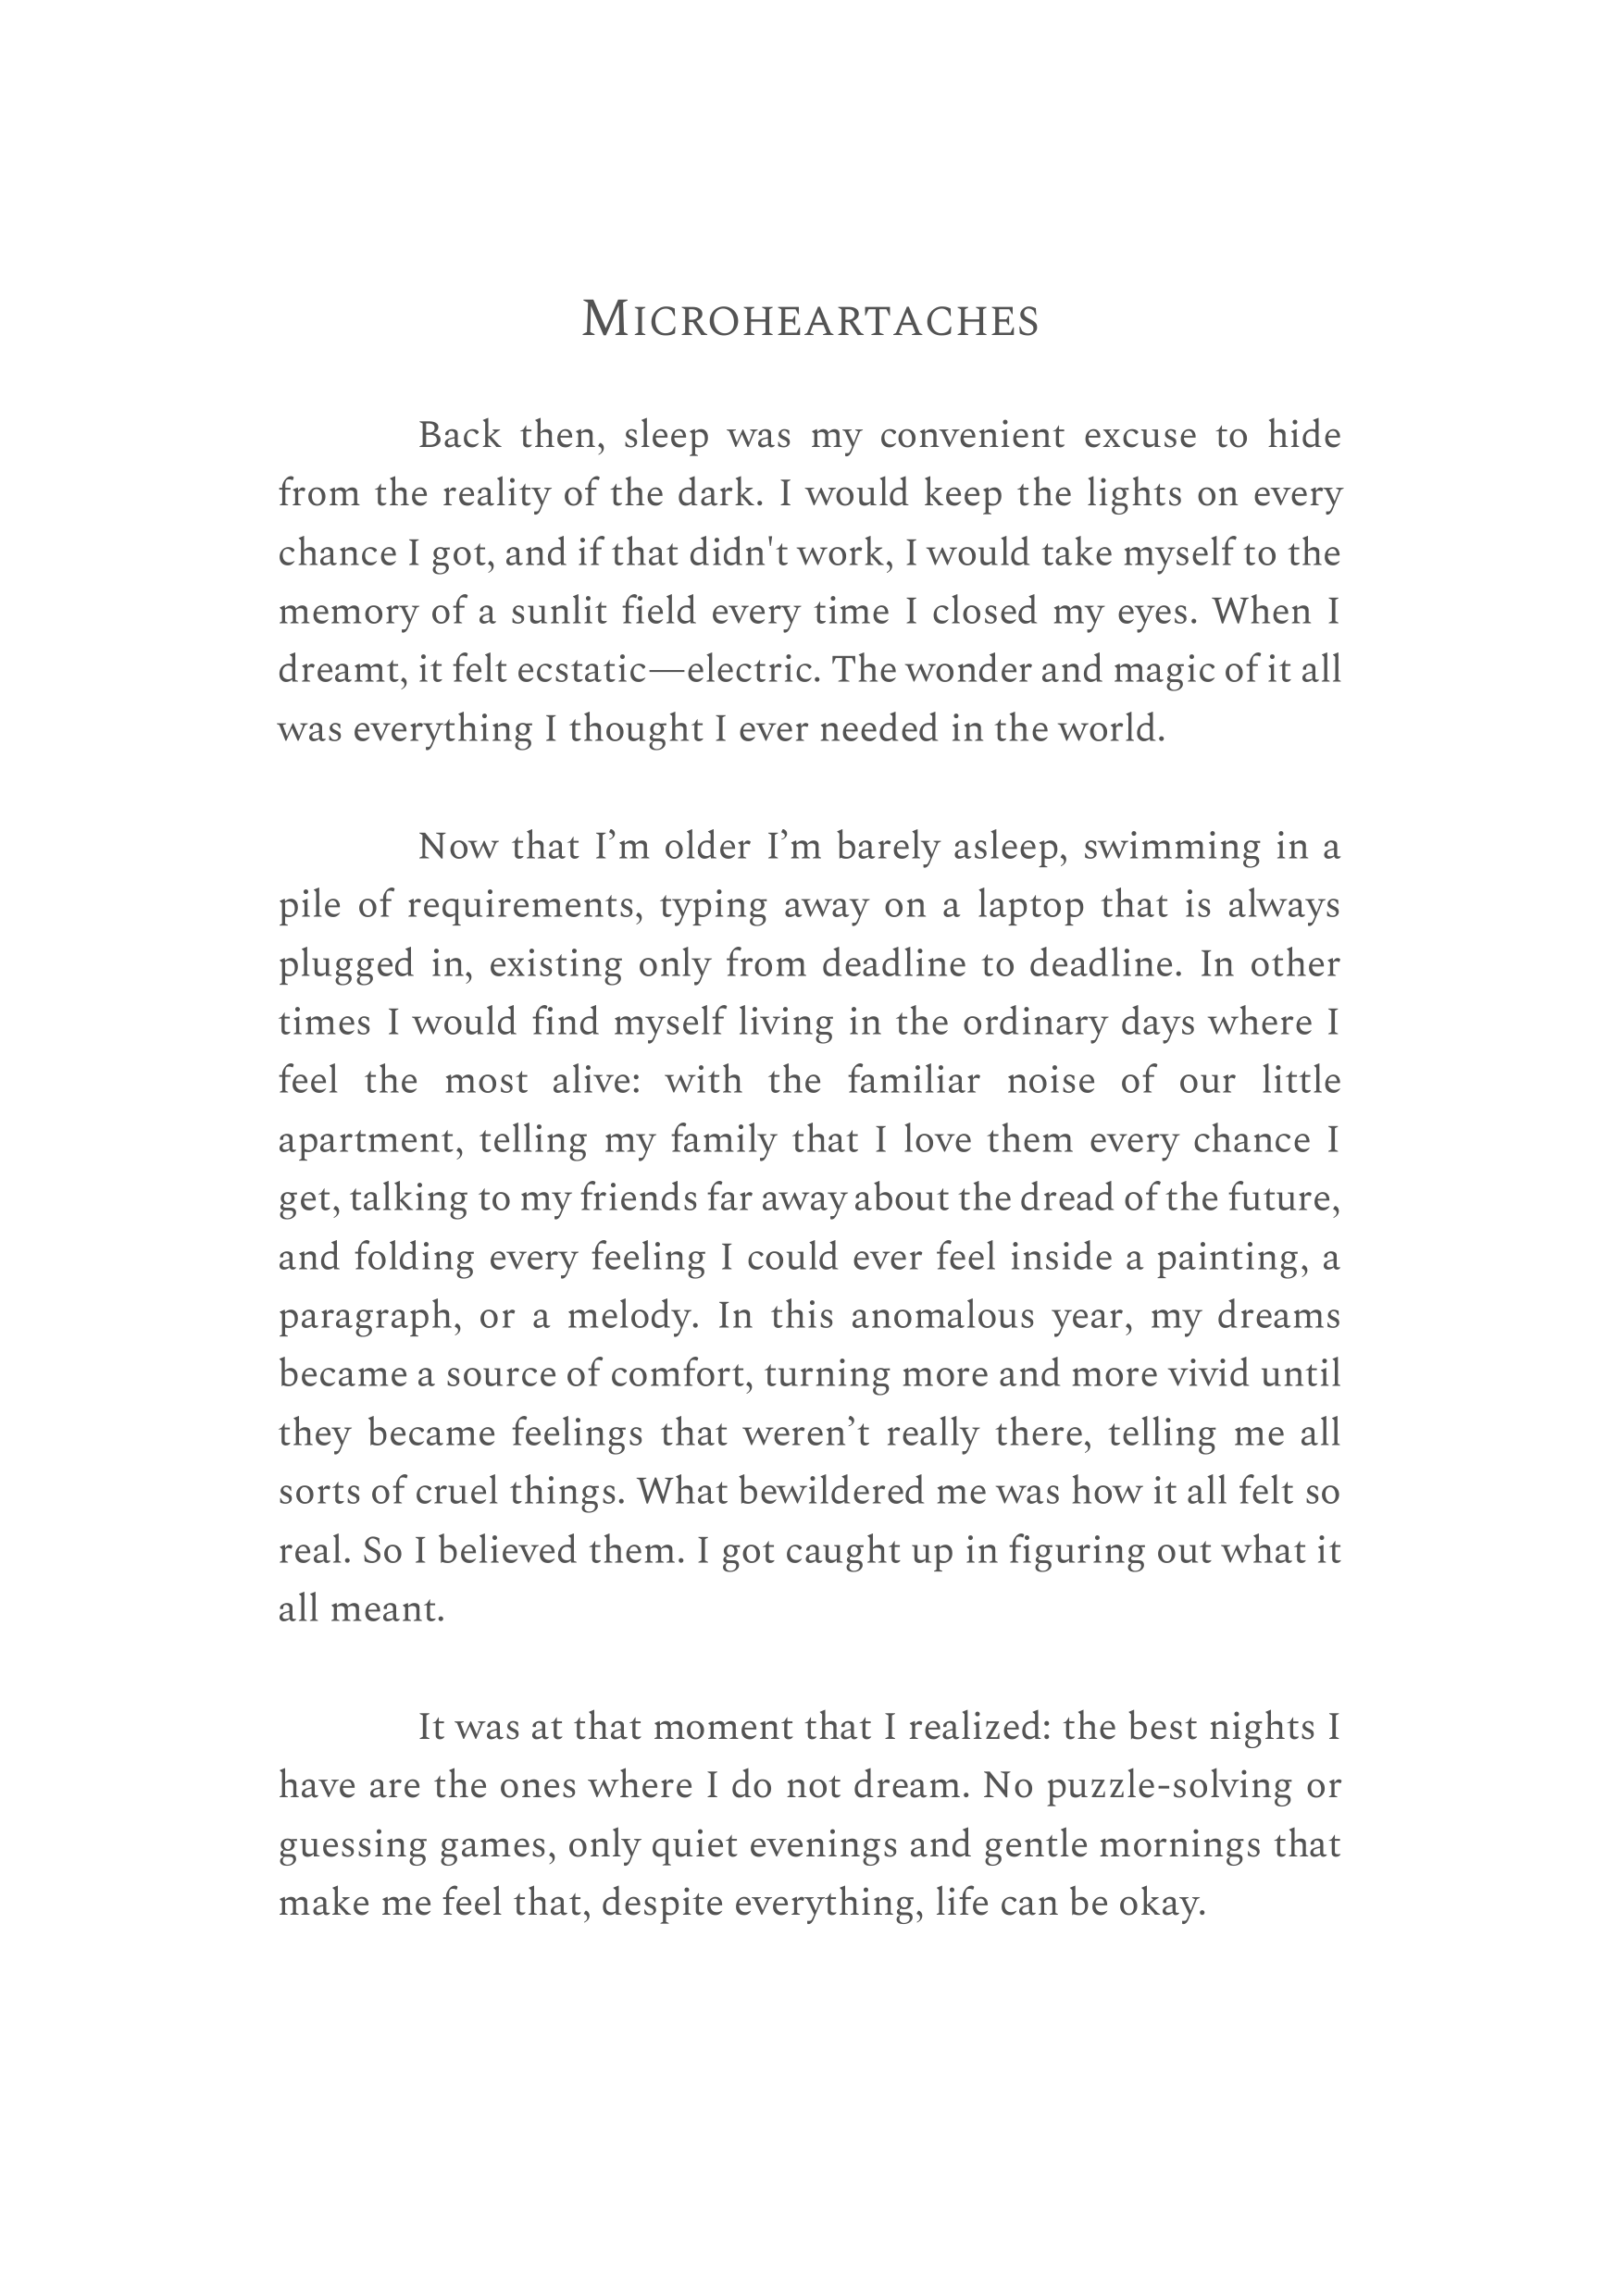 Microheartaches
Back then, sleep was my convenient excuse to hide
from the reality of the dark. I would keep the lights on every
chance I got, and if that didn't work, I would take myself to the
memory of a sunlit field every time I closed my eyes. When I
dreamt, it felt ecstatic—electric. The wonder and magic of it all
was everything I thought I ever needed in the world.
Now that I’m older I’m barely asleep, swimming in a
pile of requirements, typing away on a laptop that is always
plugged in, existing only from deadline to deadline. In other
times I would find myself living in the ordinary days where I
feel the most alive: with the familiar noise of our little
apartment, telling my family that I love them every chance I
get, talking to my friends far away about the dread of the future,
and folding every feeling I could ever feel inside a painting, a
paragraph, or a melody. In this anomalous year, my dreams
became a source of comfort, turning more and more vivid until
they became feelings that weren’t really there, telling me all
sorts of cruel things. What bewildered me was how it all felt so
real. So I believed them. I got caught up in figuring out what it
all meant.
It was at that moment that I realized: the best nights I
have are the ones where I do not dream. No puzzle-solving or
guessing games, only quiet evenings and gentle mornings that
make me feel that, despite everything, life can be okay.